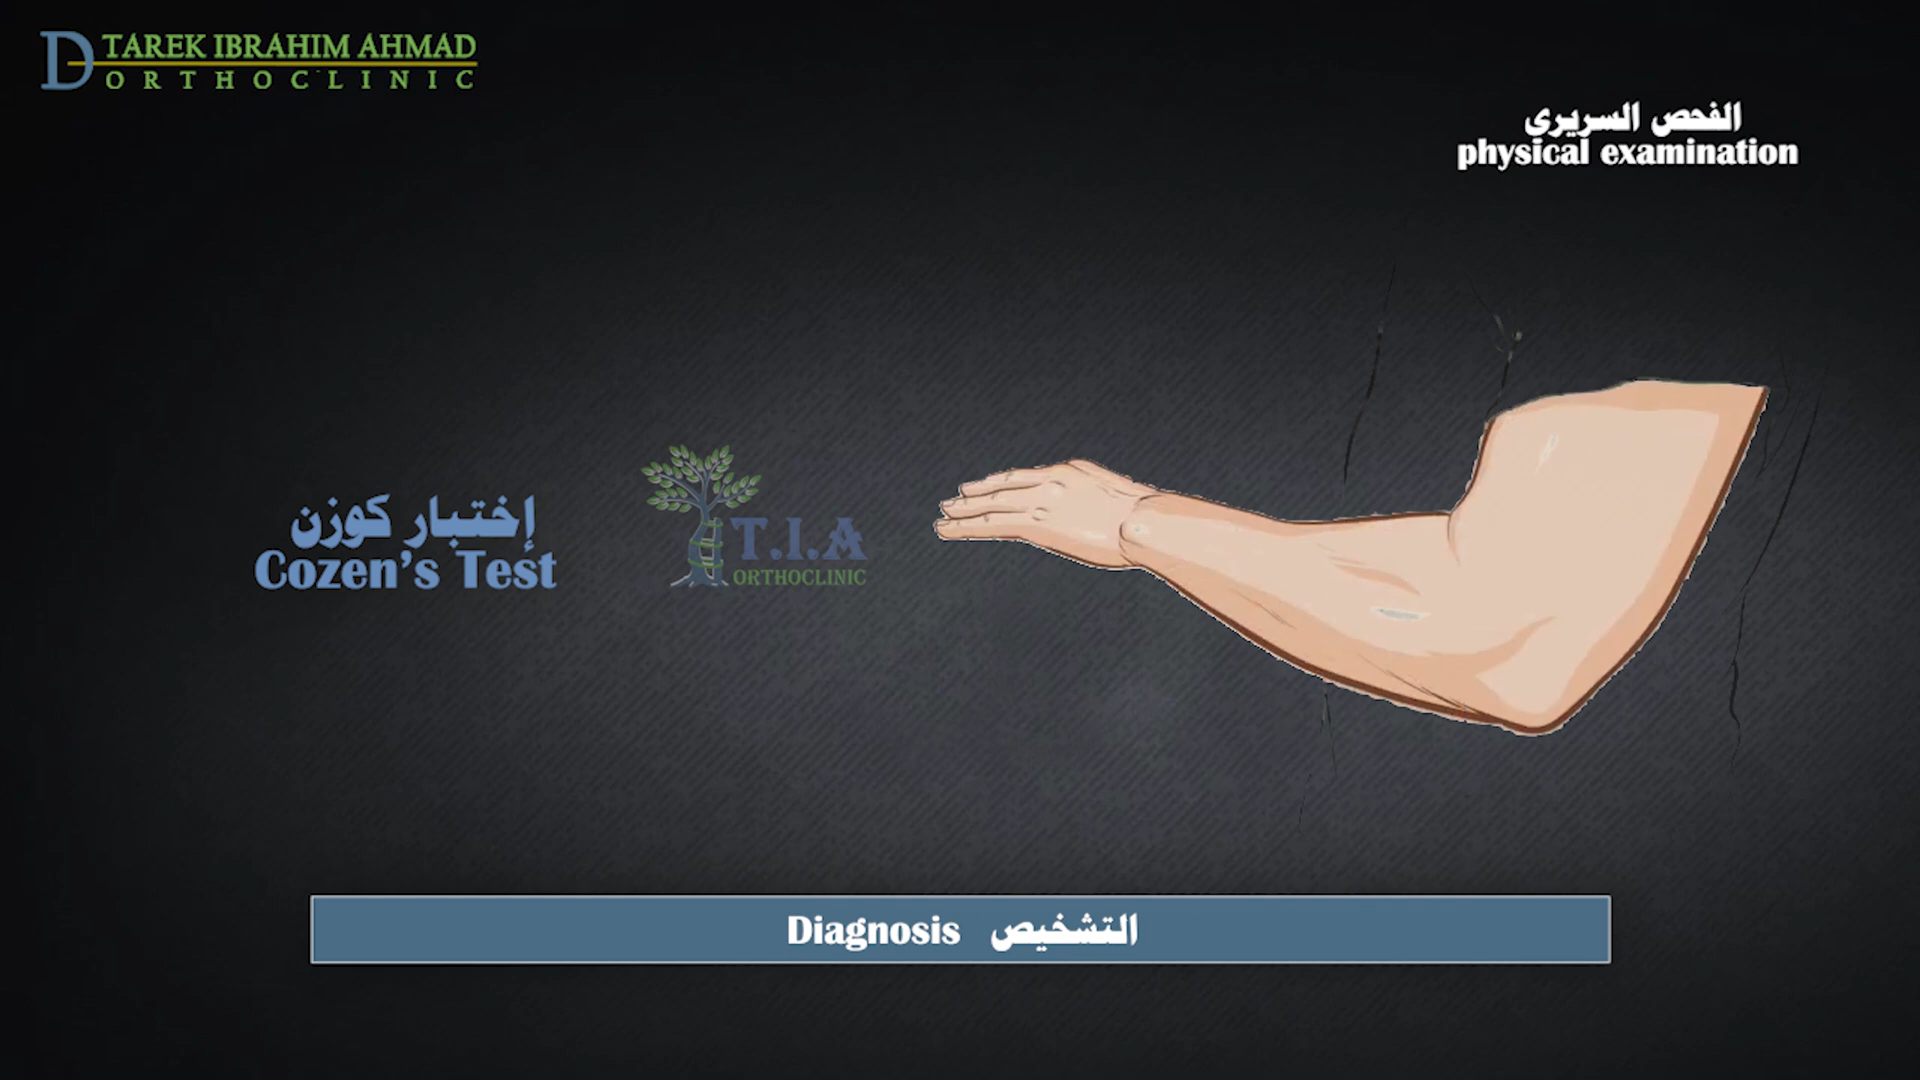 D TAREK IBRAHIM AHMAD
ORTHOCLINIC
الفحص السريري
physical examination
إختبار كوزن
Cozen's Test
T.I.A
ORTHOCLINIC
Diagnosis التشخيص